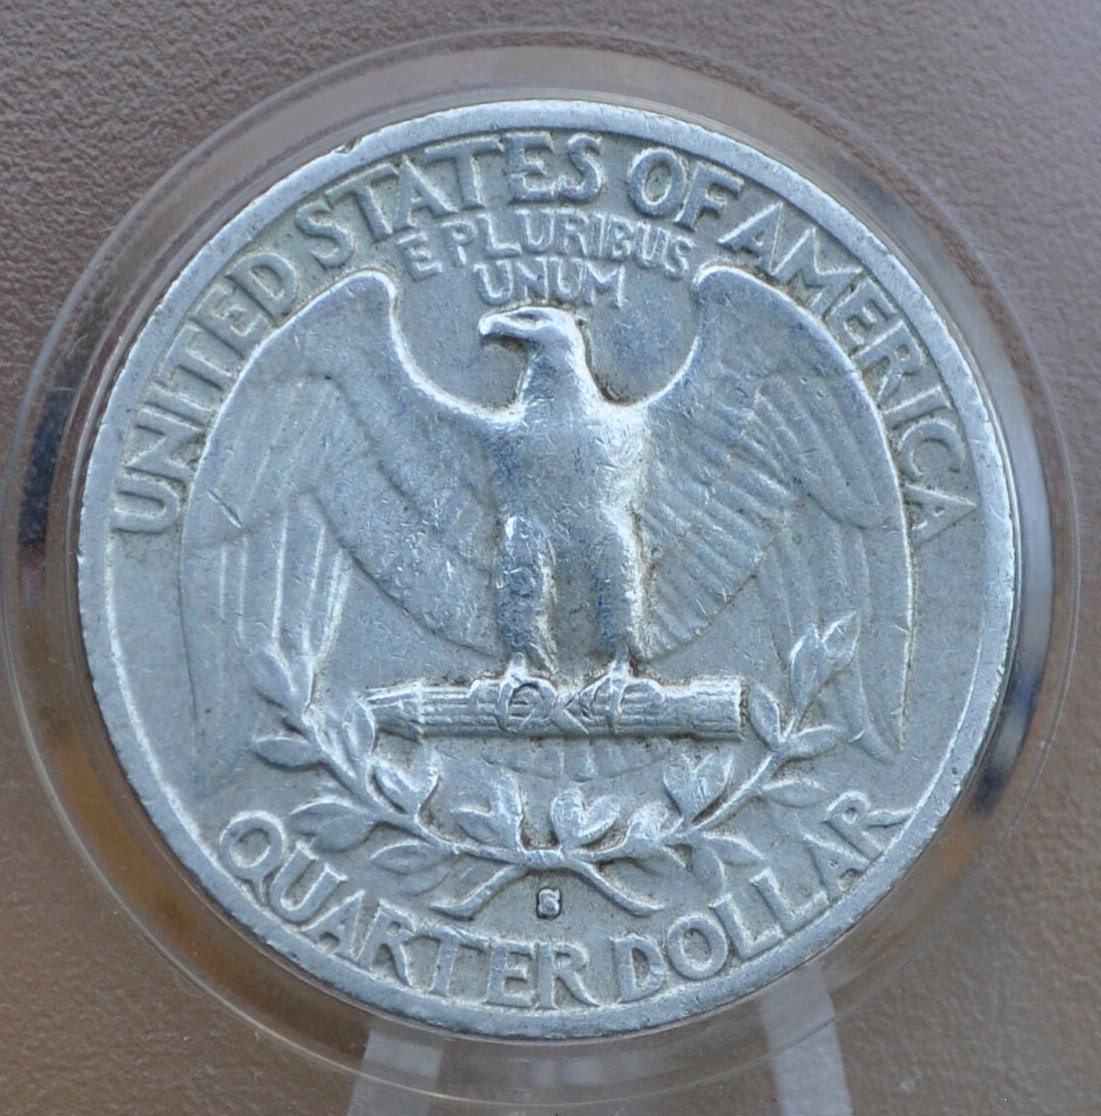 UNITED STATES OF AMERICA
E PLURIBUS
UNUM
S
QUARTER DOLLAR